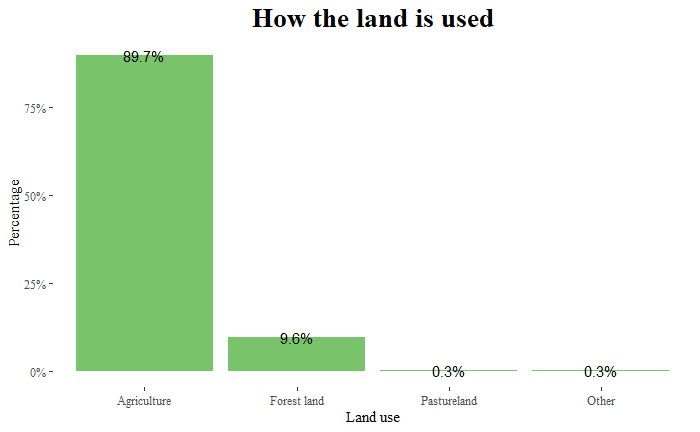 How the land is used
89.7%
75%
50%
25%
0%
9.6%
0.3%
0.3%
Percentage
Agriculture
Forest land
Pastureland
Other
Land use